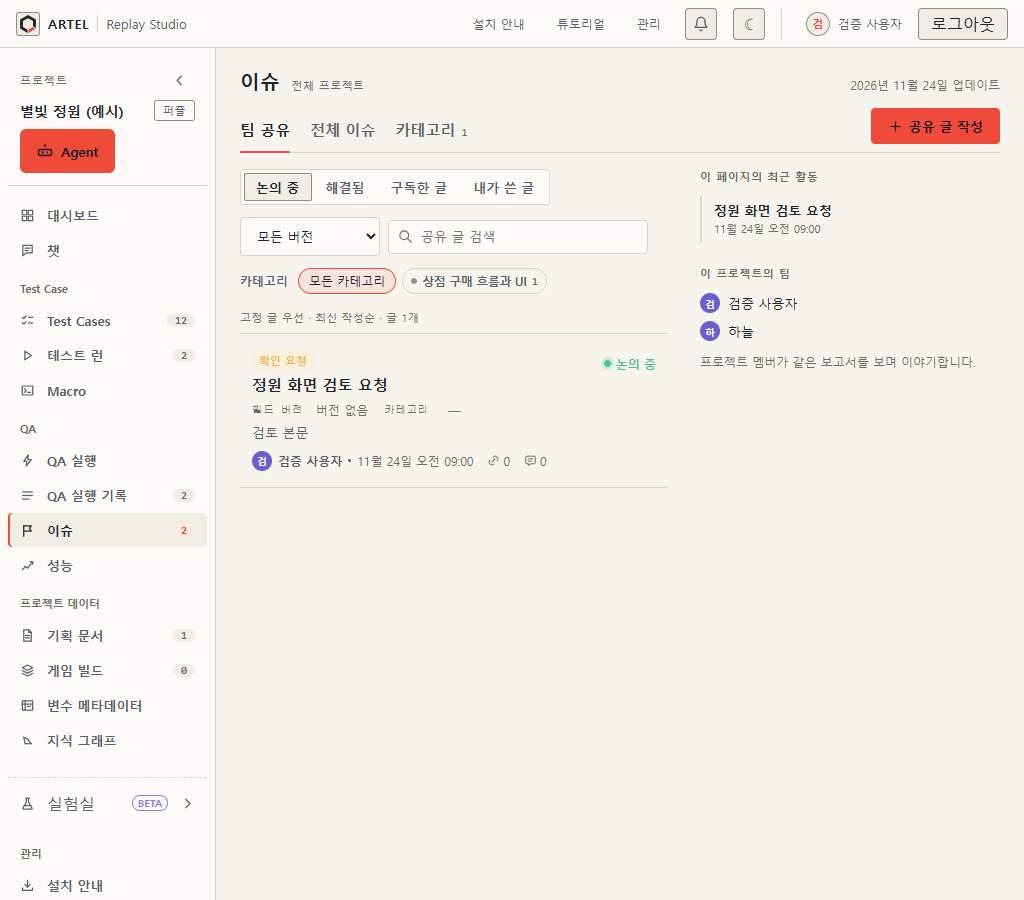 ARTEL Replay Studio 설치 안내 튜토리얼 관리 검 검증 사용자 로그아웃
프로젝트
별빛 정원 (예시) 퍼즐
Agent
대시보드
챗
Test Case
Test Cases 12
테스트 런 2
Macro
QA
QA 실행
QA 실행 기록 2
이슈 2
성능
프로젝트 데이터
기획 문서 1
게임 빌드 0
변수 메타데이터
지식 그래프
실험실 BETA
관리
설치 안내
이슈 전체 프로젝트
2026년 11월 24일 업데이트
팀 공유 전체 이슈 카테고리 1
공유 글 작성
논의 중 해결됨 구독한 글 내가 쓴 글
모든 버전 공유 글 검색
카테고리 모든 카테고리 상점 구매 흐름과 UI 1
고정 글 우선 · 최신 작성순 · 글 1개
확인 요청
논의 중
정원 화면 검토 요청
빌드 버전 버전 없음 카테고리 —
검토 본문
검 검증 사용자 • 11월 24일 오전 09:00 0 0
이 페이지의 최근 활동
정원 화면 검토 요청
11월 24일 오전 09:00
이 프로젝트의 팀
검 검증 사용자
하 하늘
프로젝트 멤버가 같은 보고서를 보며 이야기합니다.